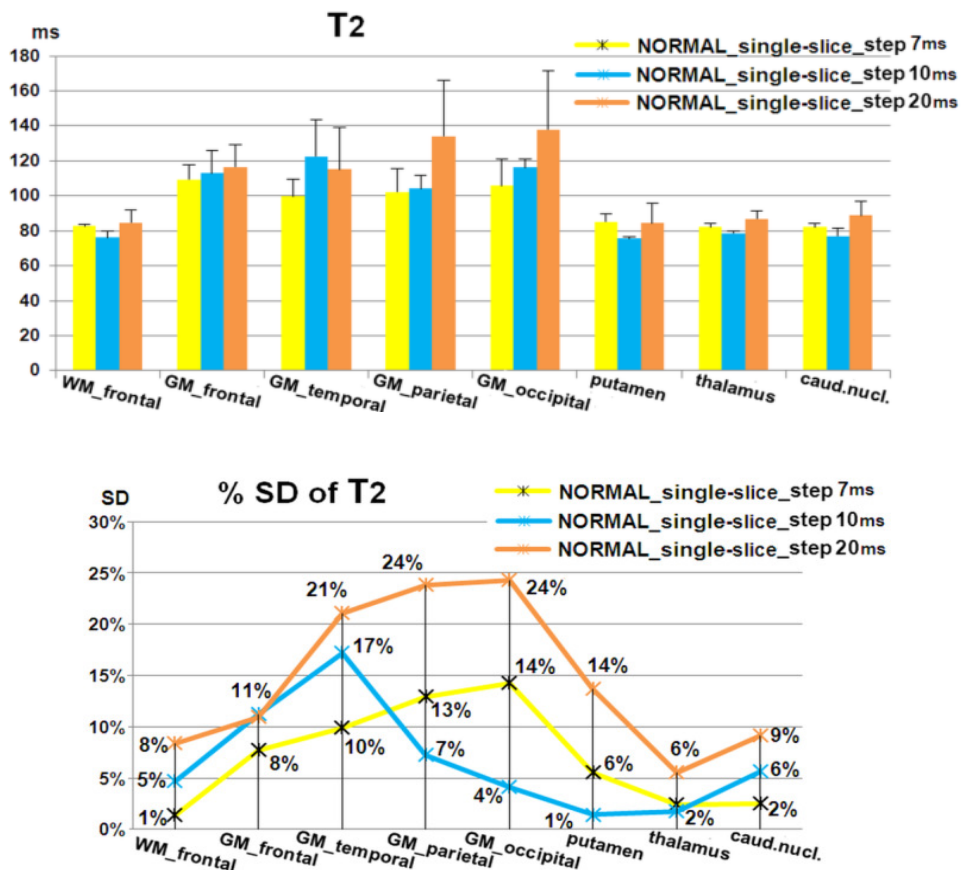 T2
ms
NORMAL_single-slice_step 7ms
NORMAL_single-slice_step 10ms
NORMAL_single-slice_step 20ms
180
160
140
120
100
80
60
40
20
0
WM_frontal GM_frontal GM_temporal GM_parietal GM_occipital putamen thalamus caud.nucl.
SD % SD of T2
NORMAL_single-slice_step 7ms
NORMAL_single-slice_step 10ms
NORMAL_single-slice_step 20ms
30%
25%
20%
15%
10%
5%
0%
8% 11% 21% 24% 24% 14% 6% 9%
5% 17% 7% 4% 1% 2% 6%
1% 8% 10% 13% 14% 6% 2%
WM_frontal GM_frontal GM_temporal GM_parietal GM_occipital putamen thalamus caud.nucl.